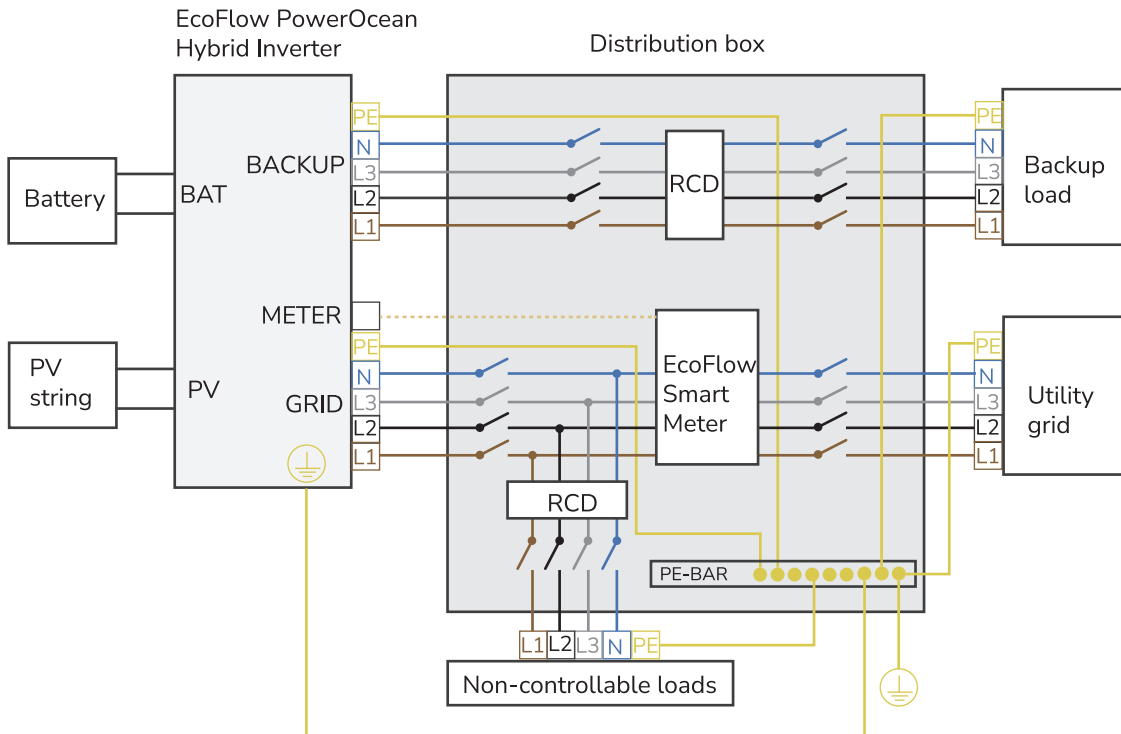 EcoFlow PowerOcean
Hybrid Inverter
Distribution box
PE
N
L3
L2
L1
BACKUP
RCD
PE
N
L3
L2
L1
Backup
load
Battery
BAT
METER
PV
string
PV
GRID
PE
N
L3
L2
L1
EcoFlow
Smart
Meter
PE
N
L3
L2
L1
Utility
grid
RCD
PE-BAR
L1 L2 L3 N PE
Non-controllable loads